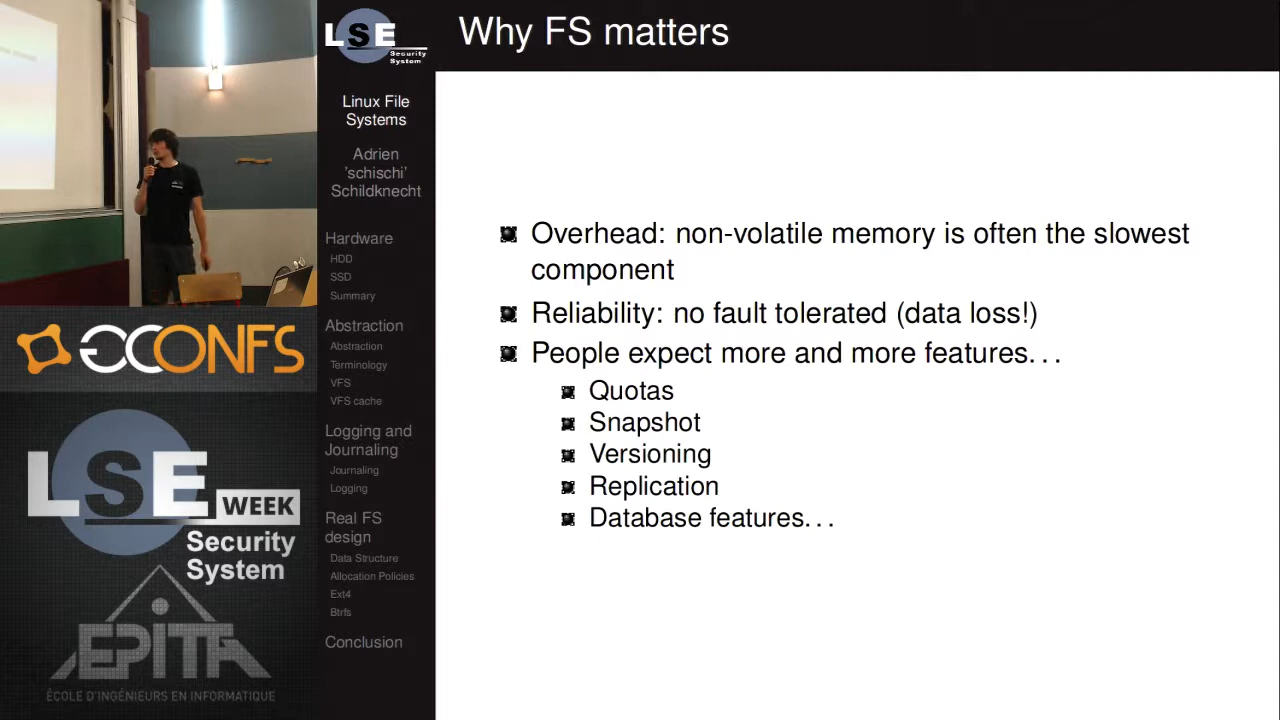 LSE
Security
System
Why FS matters
Linux File
Systems
Adrien
'schischi'
Schildknecht
Hardware
HDD
SSD
Summary
Abstraction
Abstraction
Terminology
VFS
VFS cache
Logging and
Journaling
Journaling
Logging
Real FS
design
Data Structure
Allocation Policies
Ext4
Btrfs
Conclusion
Overhead: non-volatile memory is often the slowest
component
Reliability: no fault tolerated (data loss!)
People expect more and more features...
Quotas
Snapshot
Versioning
Replication
Database features...
GCONFS
LSE
WEEK
Security
System
EPITA
ÉCOLE D'INGÉNIEURS EN INFORMATIQUE